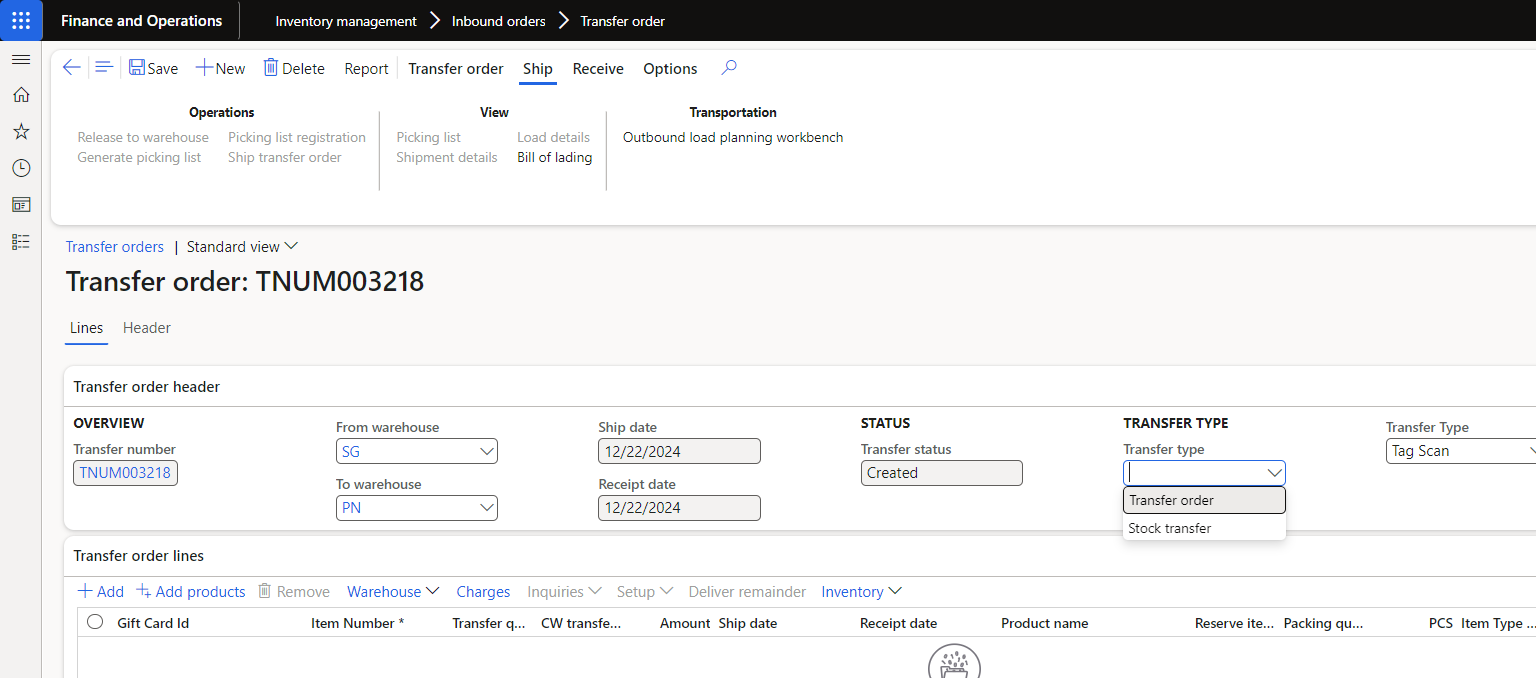 Finance and Operations
Inventory management > Inbound orders > Transfer order
Save New Delete Report Transfer order Ship Receive Options
Operations
Release to warehouse Picking list registration
Generate picking list Ship transfer order
View
Picking list Load details
Shipment details Bill of lading
Transportation
Outbound load planning workbench
Transfer orders | Standard view
Transfer order: TNUM003218
Lines Header
Transfer order header
OVERVIEW
Transfer number
TNUM003218
From warehouse
SG
To warehouse
PN
Ship date
12/22/2024
Receipt date
12/22/2024
STATUS
Transfer status
Created
TRANSFER TYPE
Transfer type
Transfer order
Stock transfer
Transfer Type
Tag Scan
Transfer order lines
Add Add products Remove Warehouse Charges Inquiries Setup Deliver remainder Inventory
Gift Card Id Item Number * Transfer q... CW transfe... Amount Ship date Receipt date Product name Reserve ite... Packing qu... PCS Item Type ...